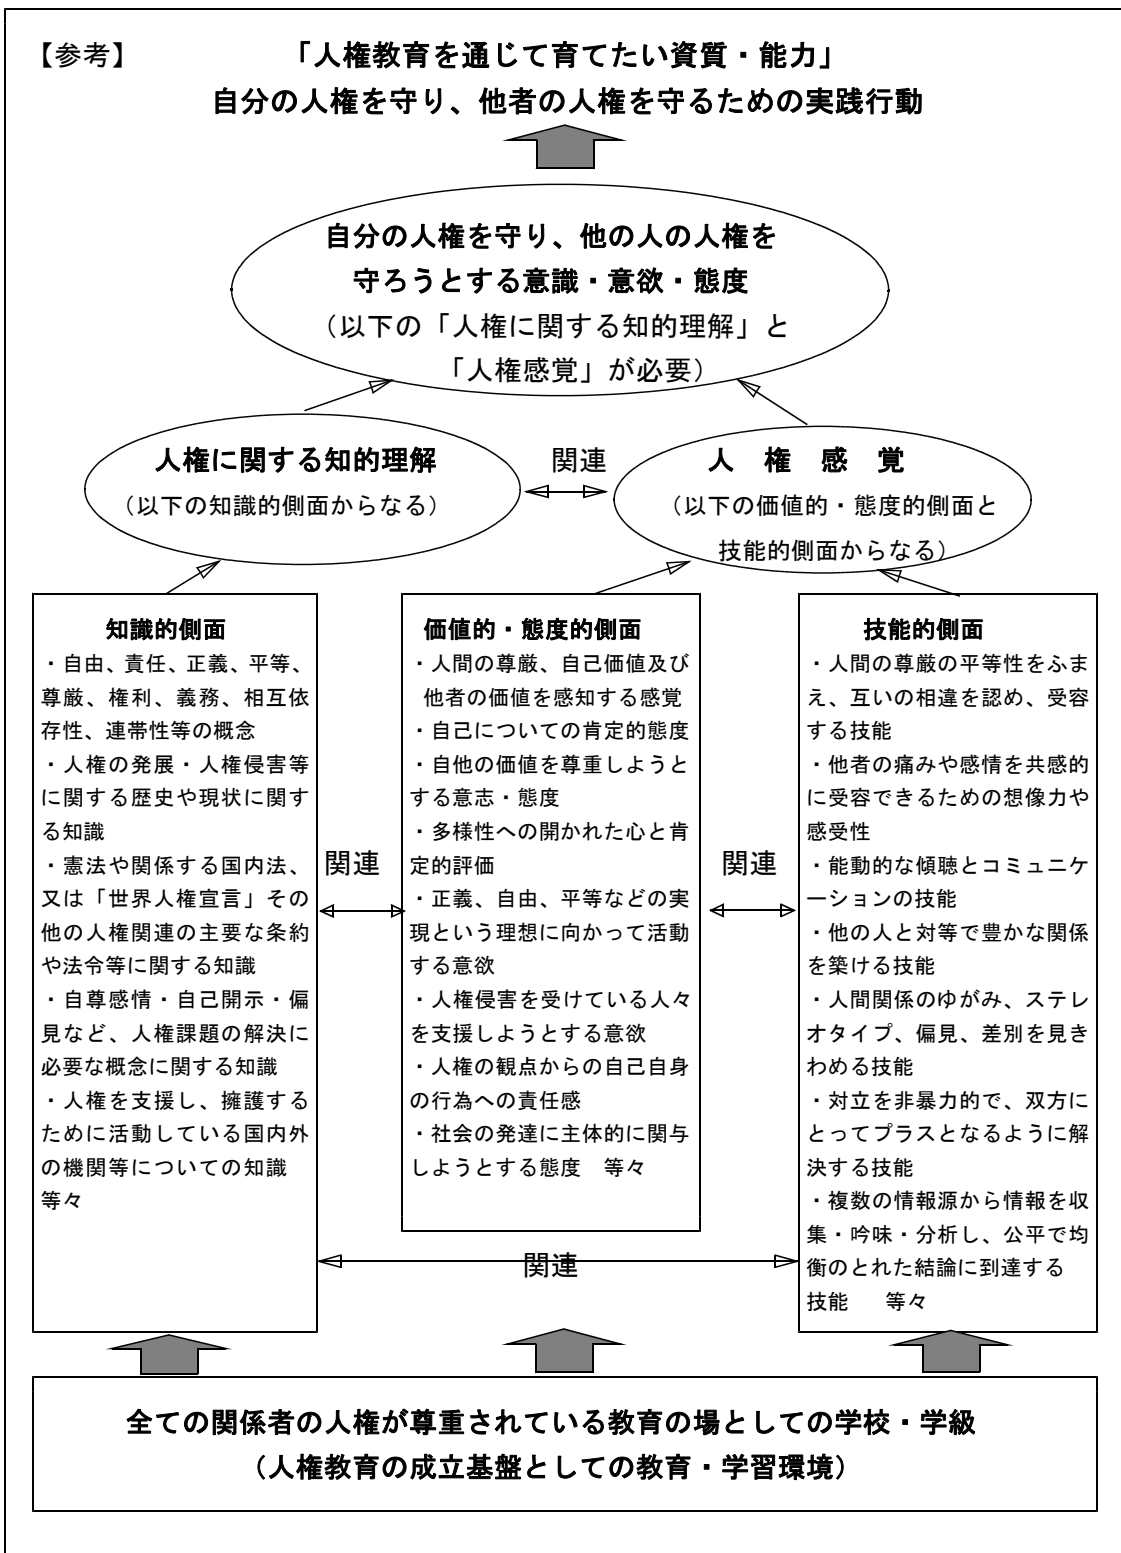 【参考】 「人権教育を通じて育てたい資質・能力」
自分の人権を守り、他者の人権を守るための実践行動
自分の人権を守り、他の人の人権を
守ろうとする意識・意欲・態度
（以下の「人権に関する知的理解」と
「人権感覚」が必要）
人権に関する知的理解
（以下の知識的側面からなる）
関連
人 権 感 覚
（以下の価値的・態度的側面と
技能的側面からなる）
知識的側面
・自由、責任、正義、平等、
尊厳、権利、義務、相互依
存性、連帯性等の概念
・人権の発展・人権侵害等
に関する歴史や現状に関す
る知識
・憲法や関係する国内法、
又は「世界人権宣言」その
他の人権関連の主要な条約
や法令等に関する知識
・自尊感情・自己開示・偏
見など、人権課題の解決に
必要な概念に関する知識
・人権を支援し、擁護する
ために活動している国内外
の機関等についての知識
等々
関連
価値的・態度的側面
・人間の尊厳、自己価値及び
他者の価値を感知する感覚
・自己についての肯定的態度
・自他の価値を尊重しようと
する意志・態度
・多様性への開かれた心と肯
定的評価
・正義、自由、平等などの実
現という理想に向かって活動
する意欲
・人権侵害を受けている人々
を支援しようとする意欲
・人権の観点からの自己自身
の行為への責任感
・社会の発達に主体的に関与
しようとする態度 等々
関連
技能的側面
・人間の尊厳の平等性をふま
え、互いの相違を認め、受容
する技能
・他者の痛みや感情を共感的
に受容できるための想像力や
感受性
・能動的な傾聴とコミュニケ
ーションの技能
・他の人と対等で豊かな関係
を築ける技能
・人間関係のゆがみ、ステレ
オタイプ、偏見、差別を見き
わめる技能
・対立を非暴力的で、双方に
とってプラスとなるように解
決する技能
・複数の情報源から情報を収
集・吟味・分析し、公平で均
衡のとれた結論に到達する
技能 等々
関連
全ての関係者の人権が尊重されている教育の場としての学校・学級
（人権教育の成立基盤としての教育・学習環境）